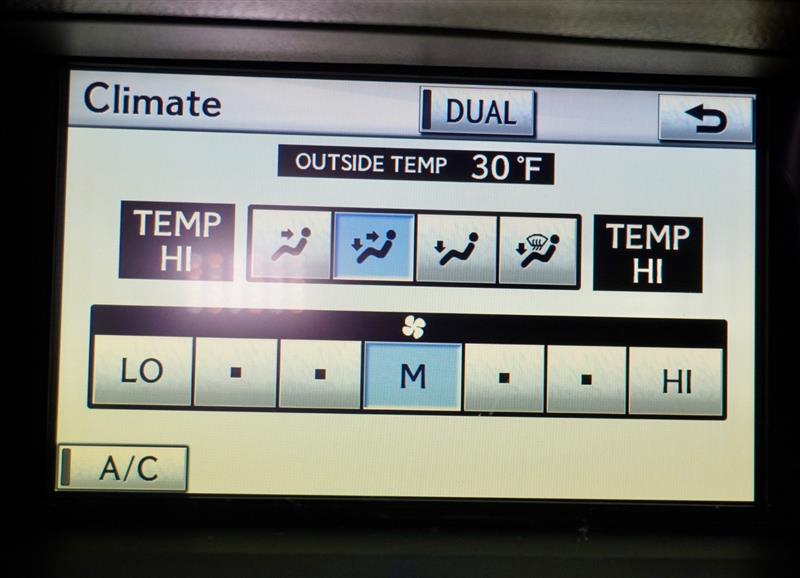 Climate
DUAL
OUTSIDE TEMP 30°F
TEMP
HI
TEMP
HI
LO
M
HI
A/C